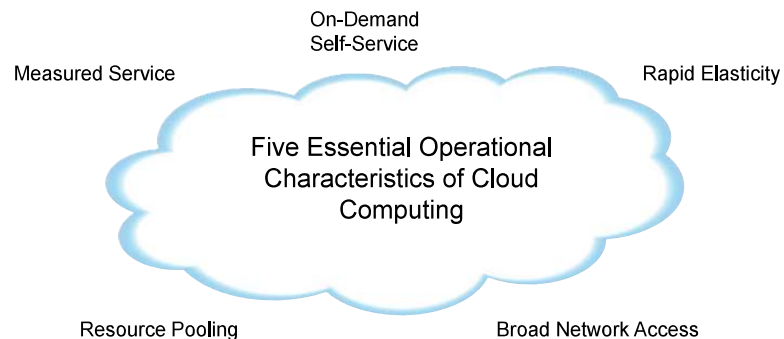 On-Demand
Self-Service
Measured Service
Rapid Elasticity
Five Essential Operational
Characteristics of Cloud
Computing
Resource Pooling
Broad Network Access